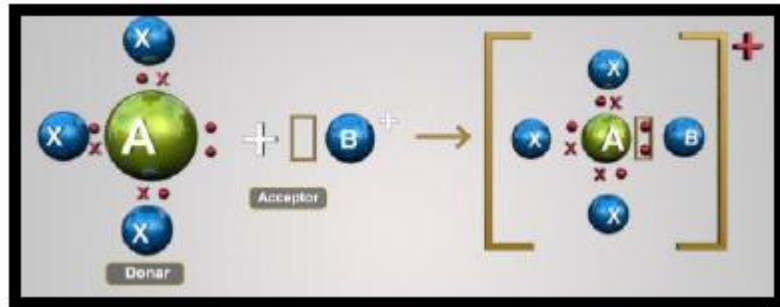 X
X A + B + → X A B +
X X
Acceptor
X X
Donar